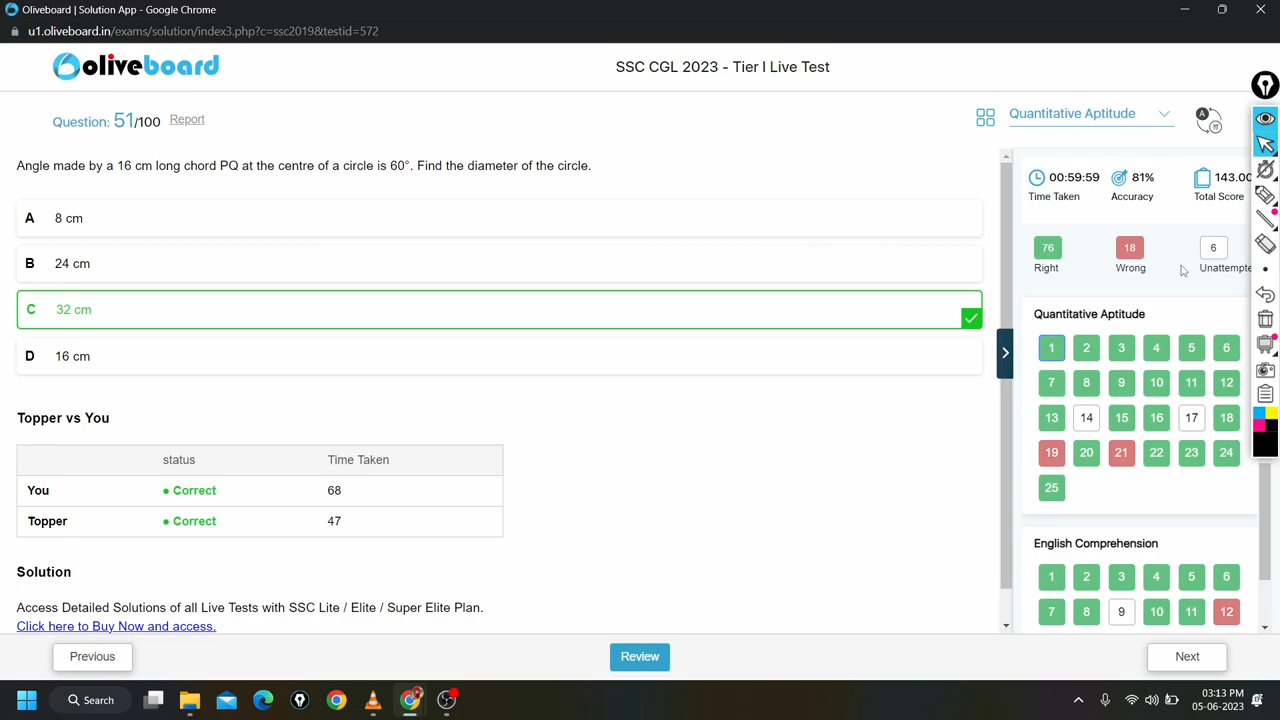 Oliveboard | Solution App - Google Chrome
u1.oliveboard.in/exams/solution/index3.php?c=ssc2019&testid=572
oliveboard
SSC CGL 2023 - Tier I Live Test
Question: 51/100 Report
Quantitative Aptitude
A
Angle made by a 16 cm long chord PQ at the centre of a circle is 60°. Find the diameter of the circle.
A 8 cm
B 24 cm
C 32 cm
D 16 cm
Topper vs You
status Time Taken
You • Correct 68
Topper • Correct 47
Solution
Access Detailed Solutions of all Live Tests with SSC Lite / Elite / Super Elite Plan.
Click here to Buy Now and access.
00:59:59 81% 143.00
Time Taken Accuracy Total Score
76 18 6
Right Wrong Unattempte
Quantitative Aptitude
1 2 3 4 5 6
7 8 9 10 11 12
13 14 15 16 17 18
19 20 21 22 23 24
25
English Comprehension
1 2 3 4 5 6
7 8 9 10 11 12
Previous Review Next
Search
03:13 PM
05-06-2023